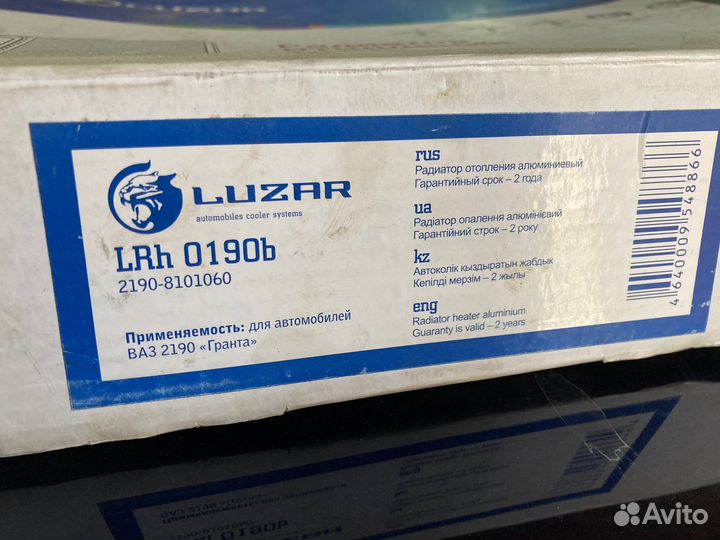 LUZAR
automobiles cooler systems
LRh 0190b
2190-8101060
Применяемость: для автомобилей
ВАЗ 2190 «Гранта»
rus
Радиатор отопления алюминиевый
Гарантийный срок – 2 года
ua
Радіатор опалення алюмінієвий
Гарантійний строк – 2 року
kz
Автоколік қыздыратын жабдық
Кепілді мерзім – 2 жылы
eng
Radiator heater aluminium
Guaranty is valid – 2 years
4640009548866
Avito